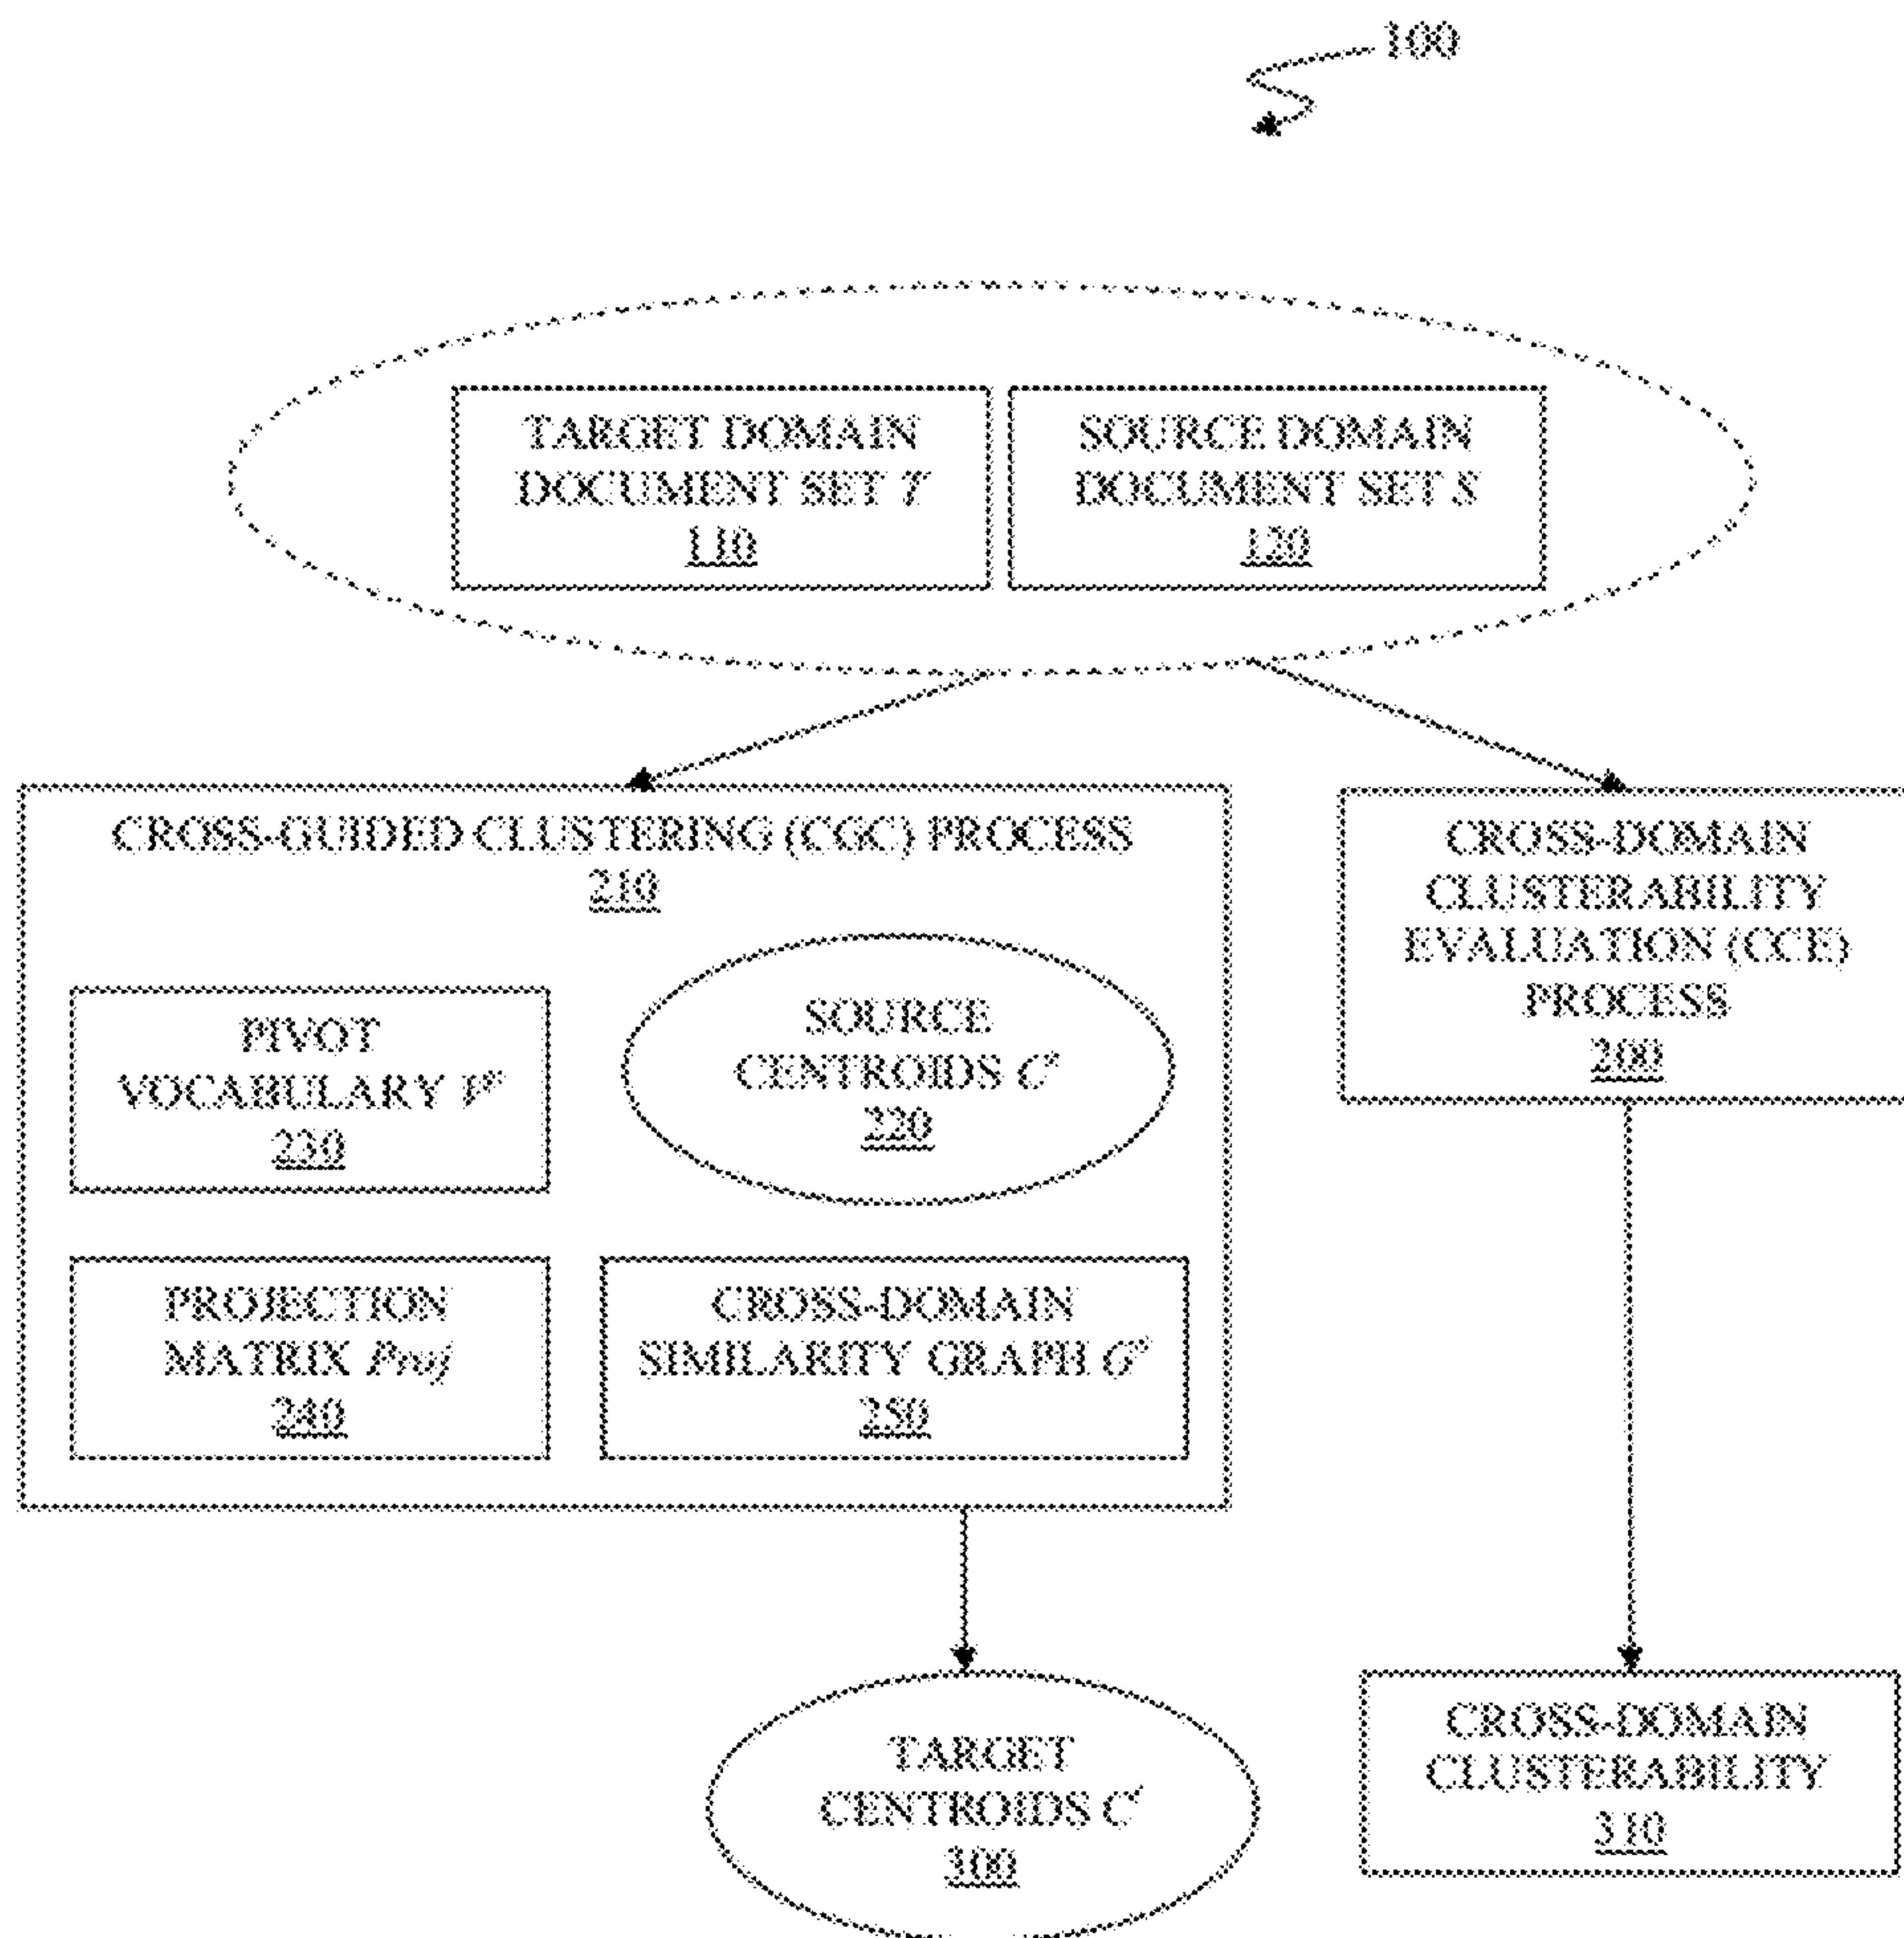 100
TARGET DOMAIN
DOCUMENT SET T
110
SOURCE DOMAIN
DOCUMENT SET S
120
CROSS-GUIDED CLUSTERING (CGC) PROCESS
210
PIVOT
VOCABULARY
230
SOURCE
CENTROIDS Cˢ
220
PROJECTION
MATRIX Proj
240
CROSS-DOMAIN
SIMILARITY GRAPH
250
CROSS-DOMAIN
CLUSTERABILITY
EVALUATION (CCE)
PROCESS
200
TARGET
CENTROIDS Cᵗ
300
CROSS-DOMAIN
CLUSTERABILITY
310